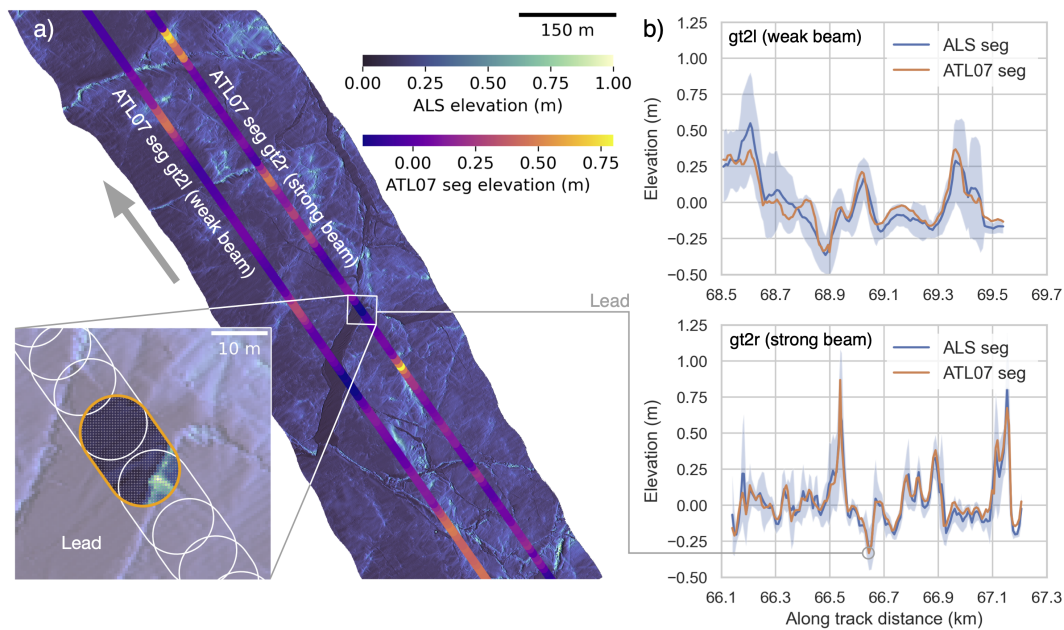 a)
150 m
0.00 0.25 0.50 0.75 1.00
ALS elevation (m)
0.00 0.25 0.50 0.75
ATL07 seg elevation (m)
ATL07 seg gt2r (strong beam)
ATL07 seg gt2l (weak beam)
Lead
10 m
Lead
b)
gt2l (weak beam)
ALS seg
ATL07 seg
Elevation (m)
1.25
1.00
0.75
0.50
0.25
0.00
−0.25
−0.50
68.5 68.7 68.9 69.1 69.3 69.5 69.7
gt2r (strong beam)
ALS seg
ATL07 seg
Elevation (m)
1.25
1.00
0.75
0.50
0.25
0.00
−0.25
−0.50
66.1 66.3 66.5 66.7 66.9 67.1 67.3
Along track distance (km)